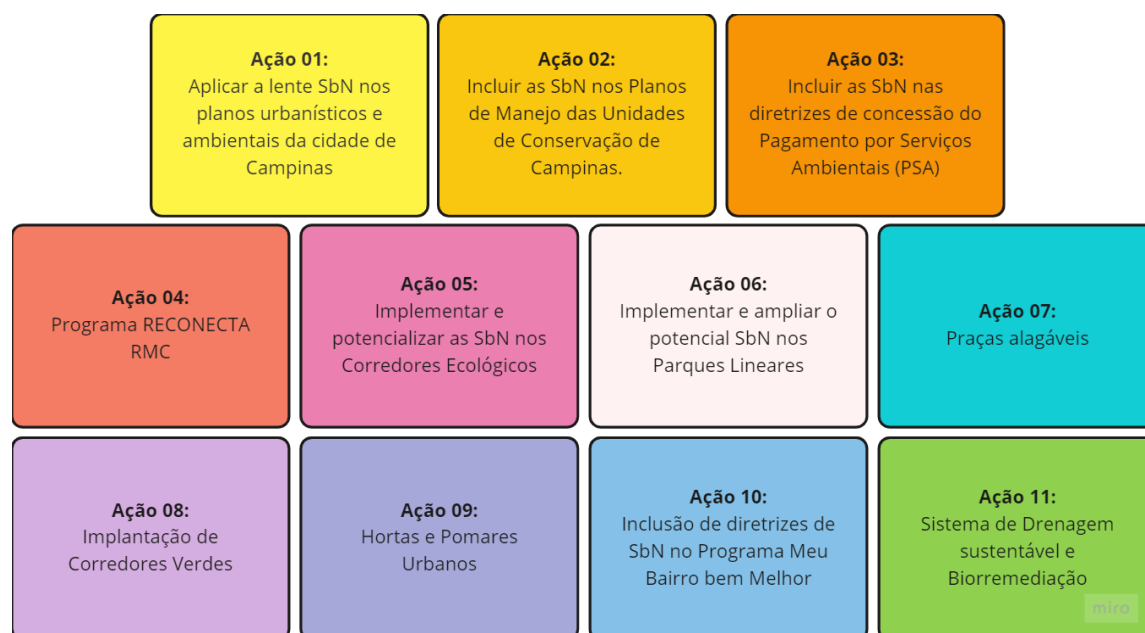 Ação 01:
Aplicar a lente SbN nos
planos urbanísticos e
ambientais da cidade de
Campinas
Ação 02:
Incluir as SbN nos Planos
de Manejo das Unidades
de Conservação de
Campinas.
Ação 03:
Incluir as SbN nas
diretrizes de concessão do
Pagamento por Serviços
Ambientais (PSA)
Ação 04:
Programa RECONECTA
RMC
Ação 05:
Implementar e
potencializar as SbN nos
Corredores Ecológicos
Ação 06:
Implementar e ampliar o
potencial SbN nos
Parques Lineares
Ação 07:
Praças alagáveis
Ação 08:
Implantação de
Corredores Verdes
Ação 09:
Hortas e Pomares
Urbanos
Ação 10:
Inclusão de diretrizes de
SbN no Programa Meu
Bairro bem Melhor
Ação 11:
Sistema de Drenagem
sustentável e
Biorremediação
miro